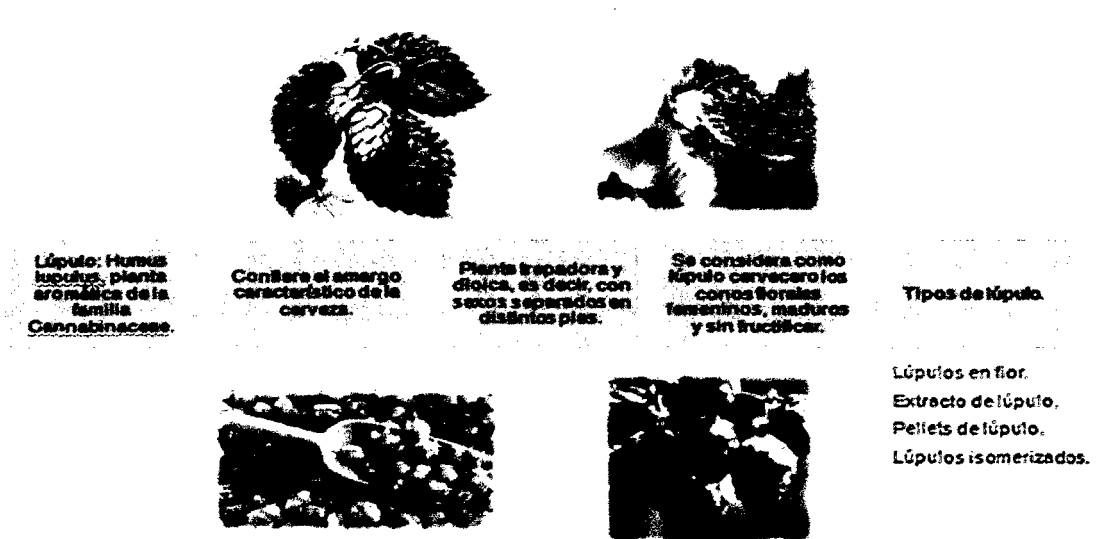 Lúpulo: Humus
lupulus, planta
aromática de la
familia
Cannabinaceae.
Confiere el amargo
característico de la
cerveza.
Planta trepadora y
dioica, es decir, con
sexos separados en
distintos pies.
Se considera como
lúpulo cervecero los
conos florales
femeninos, maduros
y sin fructificar.
Tipos de lúpulo.
Lúpulos en flor.
Extracto de lúpulo.
Pellets de lúpulo.
Lúpulos isomerizados.